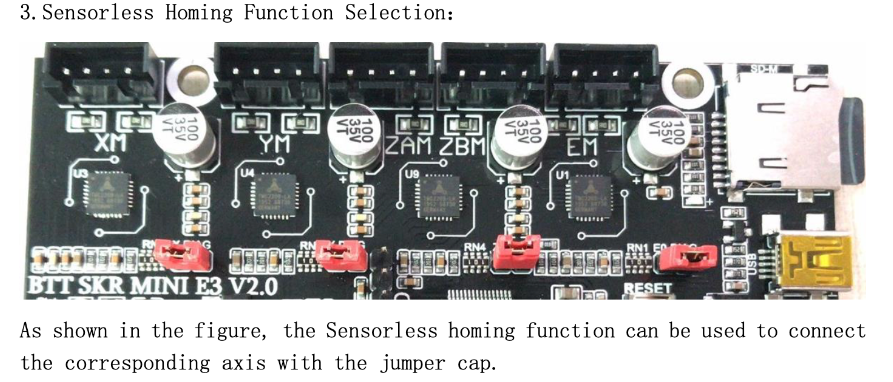 3.Sensorless Homing Function Selection：
SD-M
100
35V
VT
100
35V
VT
100
35V
VT
100
35V
VT
XM
YM
ZAM
ZBM
EM
U3
U4
U9
U1
RN4
RN1
USB
BTT SKR MINI E3 V2.0
RESET
As shown in the figure, the Sensorless homing function can be used to connect
the corresponding axis with the jumper cap.